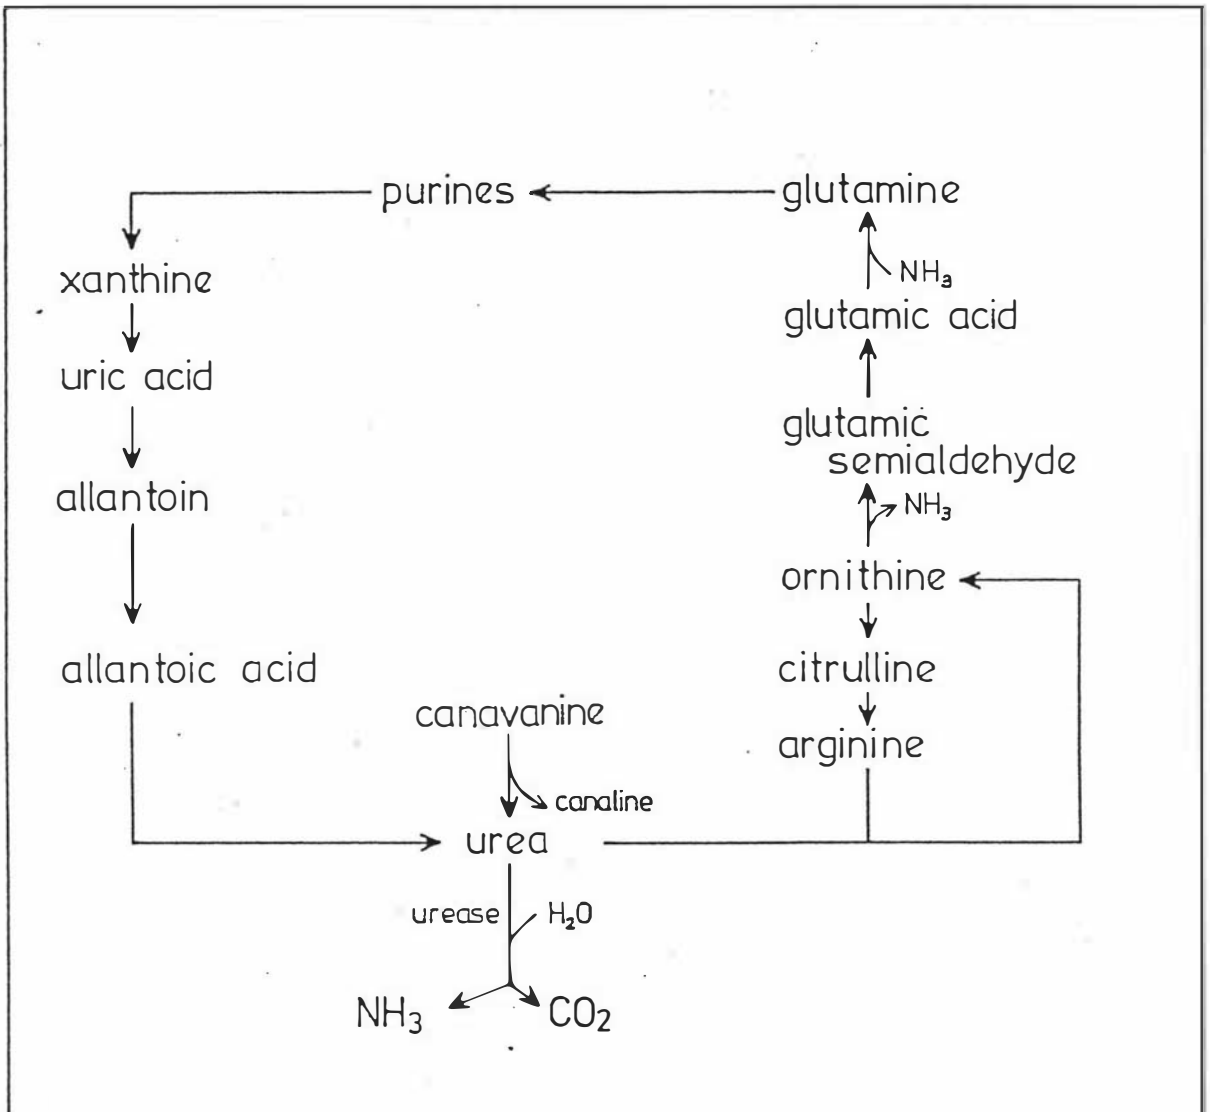 purines
glutamine
NH₃
xanthine
glutamic acid
uric acid
glutamic
semialdehyde
allantoin
NH₃
ornithine
allantoic acid
citrulline
canavanine
arginine
canaline
urea
urease
H₂O
NH₃
CO₂